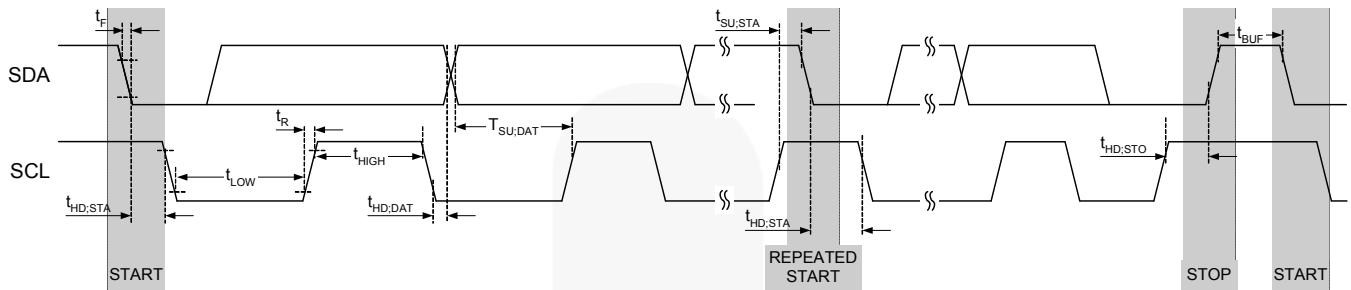 tF
tSU;STA
tBUF
SDA
tR
TSU;DAT
tHIGH
tHD;STO
SCL
tLOW
tHD;STA
tHD;DAT
tHD;STA
START
REPEATED
START
STOP
START